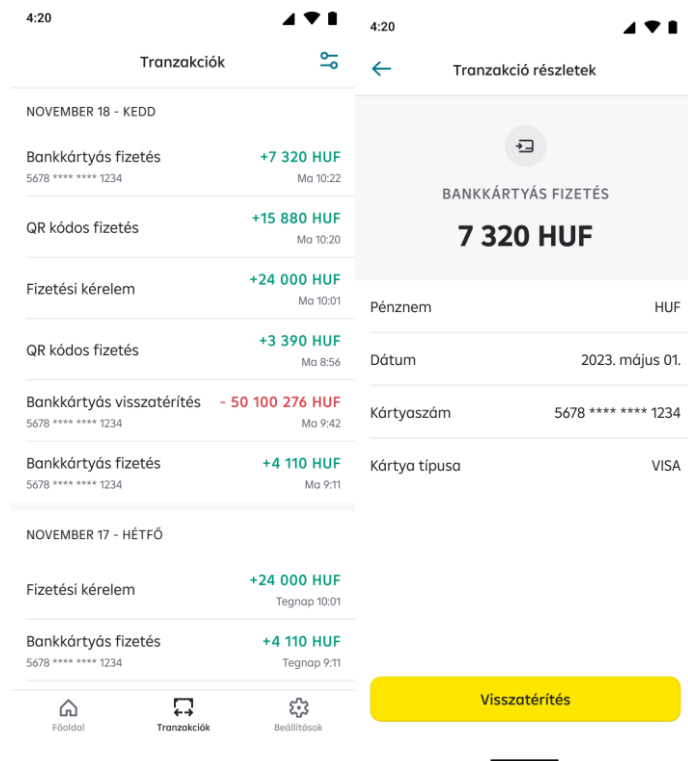 4:20
Tranzakciók
NOVEMBER 18 - KEDD
Bankkártyás fizetés +7 320 HUF
5678 **** **** 1234 Ma 10:22
QR kódos fizetés +15 880 HUF
Ma 10:20
Fizetési kérelem +24 000 HUF
Ma 10:01
QR kódos fizetés +3 390 HUF
Ma 8:56
Bankkártyás visszatérítés - 50 100 276 HUF
5678 **** **** 1234 Ma 9:42
Bankkártyás fizetés +4 110 HUF
5678 **** **** 1234 Ma 9:11
NOVEMBER 17 - HÉTFŐ
Fizetési kérelem +24 000 HUF
Tegnap 10:01
Bankkártyás fizetés +4 110 HUF
5678 **** **** 1234 Tegnap 9:11
Főoldal Tranzakciók Beállítások
4:20
Tranzakció részletek
BANKKÁRTYÁS FIZETÉS
7 320 HUF
Pénznem HUF
Dátum 2023. május 01.
Kártyaszám 5678 **** **** 1234
Kártya típusa VISA
Visszatérítés